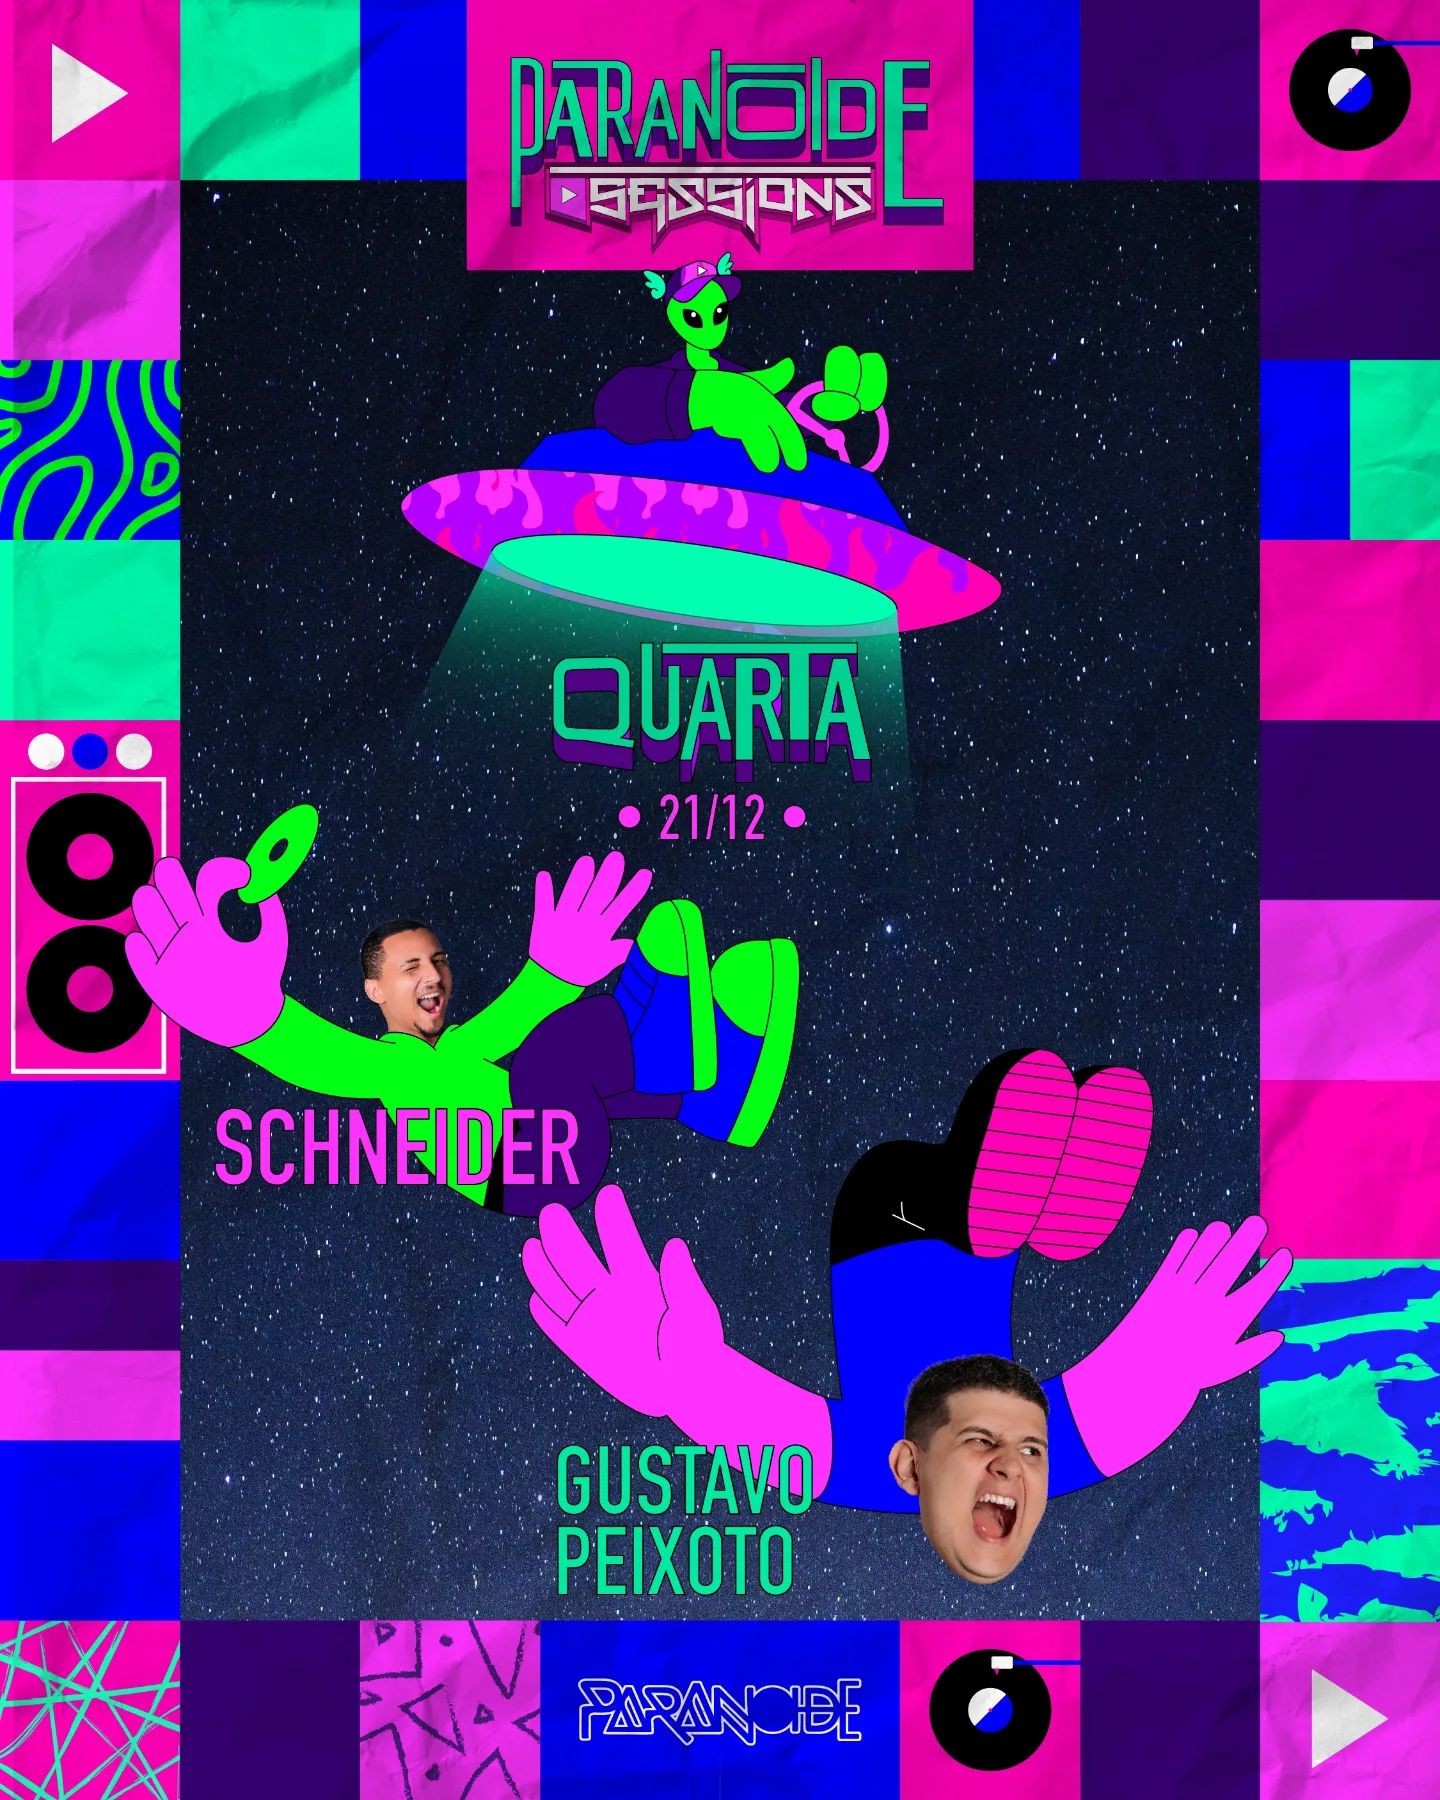 PARANOIDE
SESSIONS
QUARTA
• 21/12 •
SCHNEIDER
GUSTAVO
PEIXOTO
PARANOIDE